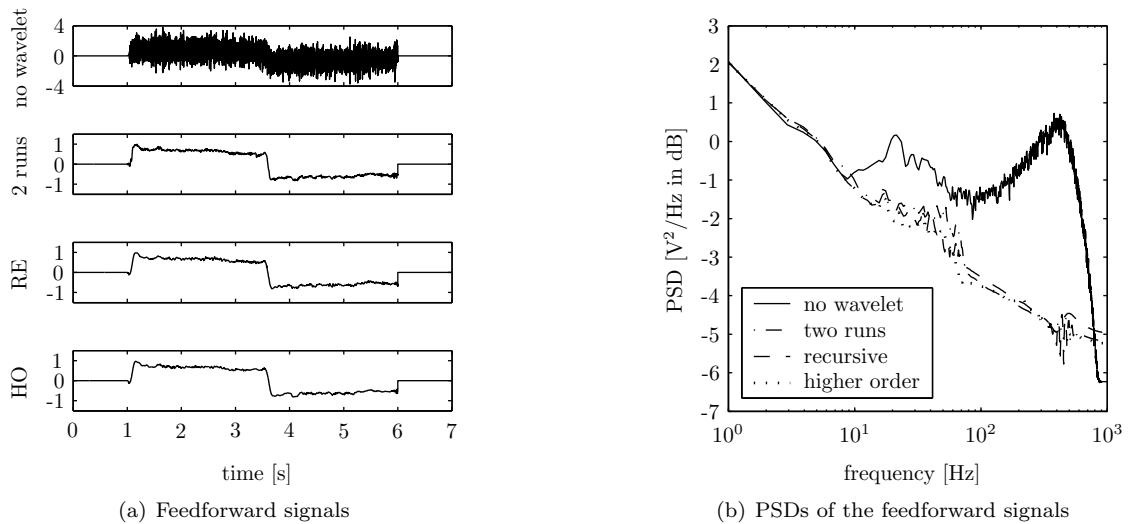 no wavelet
4
0
-4
2 runs
1
0
-1
RE
1
0
-1
HO
1
0
-1
0 1 2 3 4 5 6 7
time [s]
(a) Feedforward signals
PSD [V²/Hz in dB]
3
2
1
0
-1
-2
-3
-4
-5
-6
-7
no wavelet
two runs
recursive
higher order
10⁰ 10¹ 10² 10³
frequency [Hz]
(b) PSDs of the feedforward signals